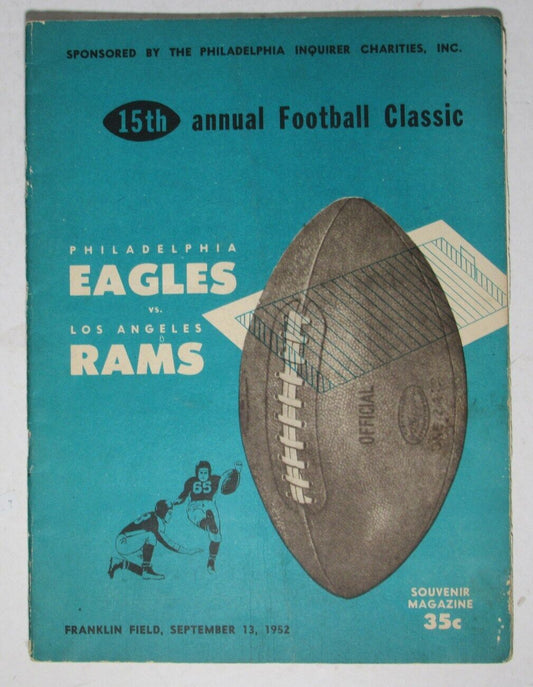 SPONSORED BY THE PHILADELPHIA INQUIRER CHARITIES, INC.
15th annual Football Classic
PHILADELPHIA
EAGLES
vs.
LOS ANGELES
RAMS
OFFICIAL
65
SOUVENIR
MAGAZINE
35c
FRANKLIN FIELD, SEPTEMBER 13, 1952